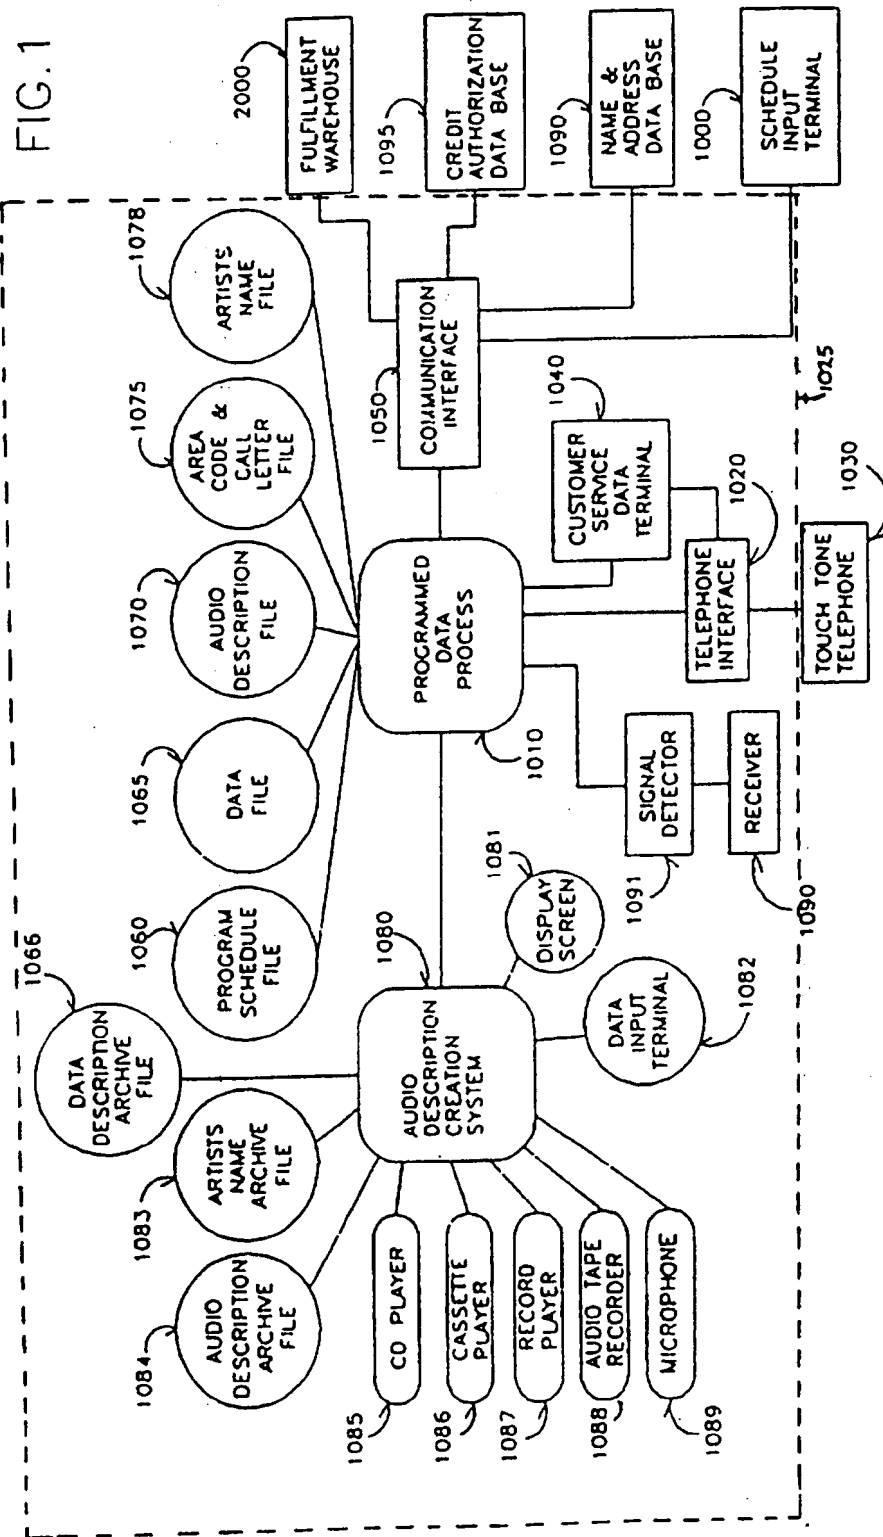 FIG. 1
1066
DATA
DESCRIPTION
ARCHIVE
FILE
1084
AUDIO
DESCRIPTION
ARCHIVE
FILE
1083
ARTISTS
NAME
ARCHIVE
FILE
1060
PROGRAM
SCHEDULE
FILE
1065
DATA
FILE
1070
AUDIO
DESCRIPTION
FILE
1075
AREA
CODE &
CALL
LETTER
FILE
1078
ARTISTS
NAME
FILE
2000
FULFILLMENT
WAREHOUSE
1095
CREDIT
AUTHORIZATION
DATA BASE
1090
NAME &
ADDRESS
DATA BASE
1000
SCHEDULE
INPUT
TERMINAL
1085
CD PLAYER
1086
CASSETTE
PLAYER
1087
RECORD
PLAYER
1088
AUDIO TAPE
RECORDER
1089
MICROPHONE
1080
AUDIO
DESCRIPTION
CREATION
SYSTEM
1081
DISPLAY
SCREEN
1082
DATA
INPUT
TERMINAL
PROGRAMMED
DATA
PROCESS
1010
1050
COMMUNICATION
INTERFACE
1040
CUSTOMER
SERVICE
DATA
TERMINAL
SIGNAL
DETECTOR
1091
RECEIVER
1090
TELEPHONE
INTERFACE
1020
TOUCH TONE
TELEPHONE
1030
1025